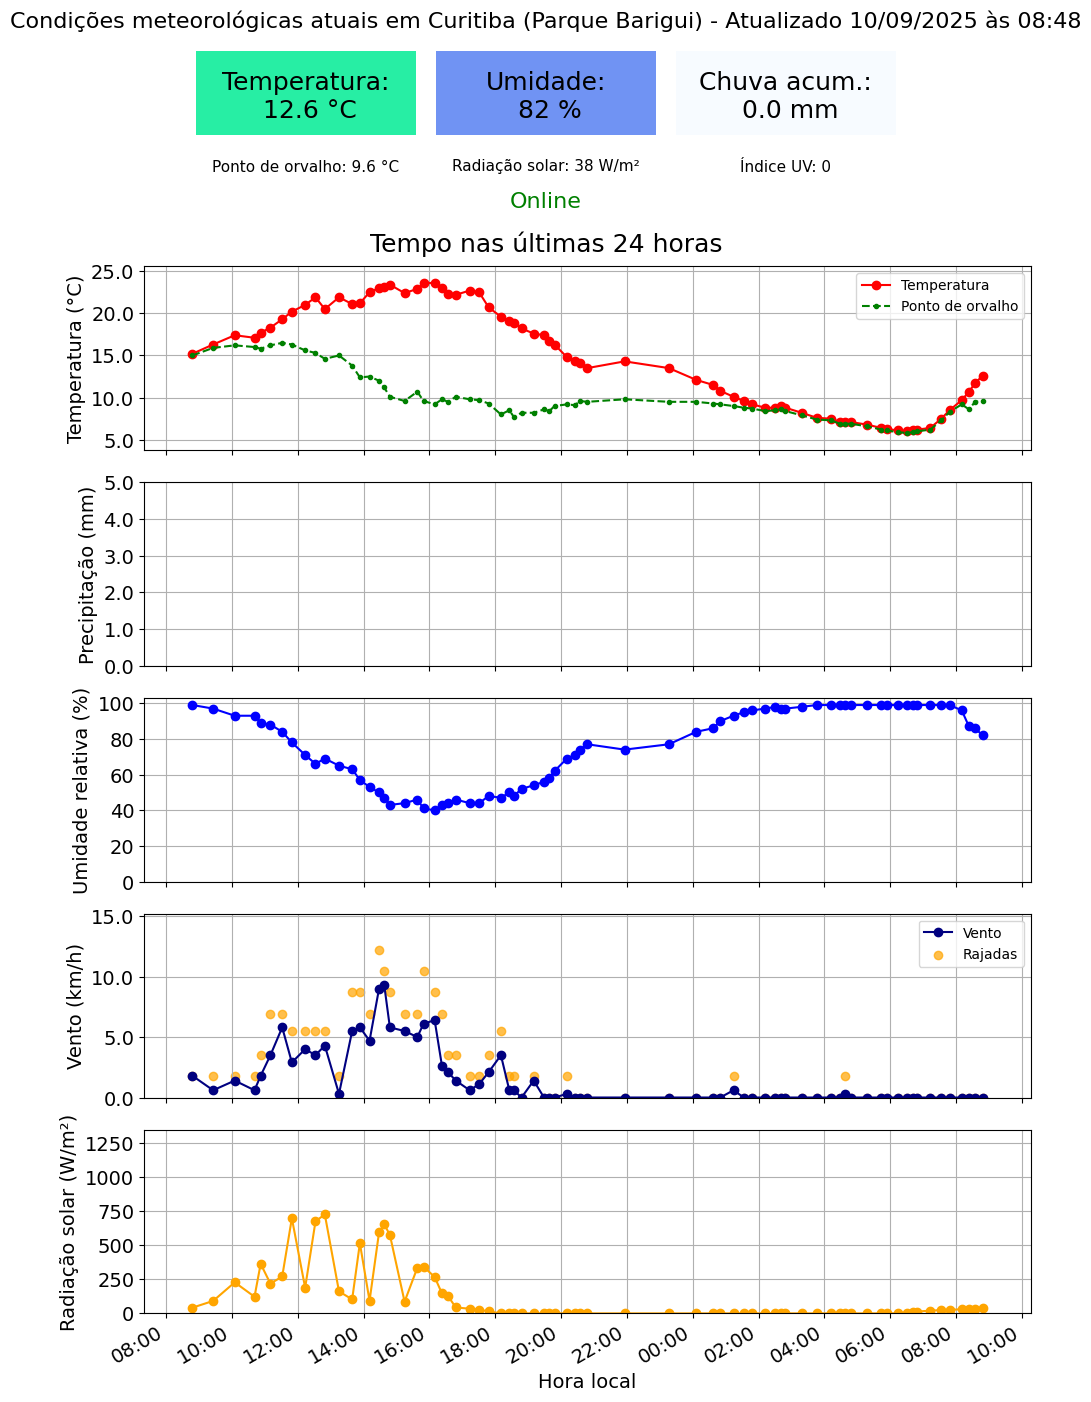 Condições meteorológicas atuais em Curitiba (Parque Barigui) - Atualizado 10/09/2025 às 08:48
Temperatura:
12.6 °C
Umidade:
82 %
Chuva acum.:
0.0 mm
Ponto de orvalho: 9.6 °C
Radiação solar: 38 W/m²
Índice UV: 0
Online
Tempo nas últimas 24 horas
Temperatura (°C)
25.0
20.0
15.0
10.0
5.0
Temperatura
Ponto de orvalho
Precipitação (mm)
5.0
4.0
3.0
2.0
1.0
0.0
Umidade relativa (%)
100
80
60
40
20
0
Vento (km/h)
15.0
10.0
5.0
0.0
Vento
Rajadas
Radiação solar (W/m²)
1250
1000
750
500
250
0
08:00
10:00
12:00
14:00
16:00
18:00
20:00
22:00
00:00
02:00
04:00
06:00
08:00
10:00
Hora local